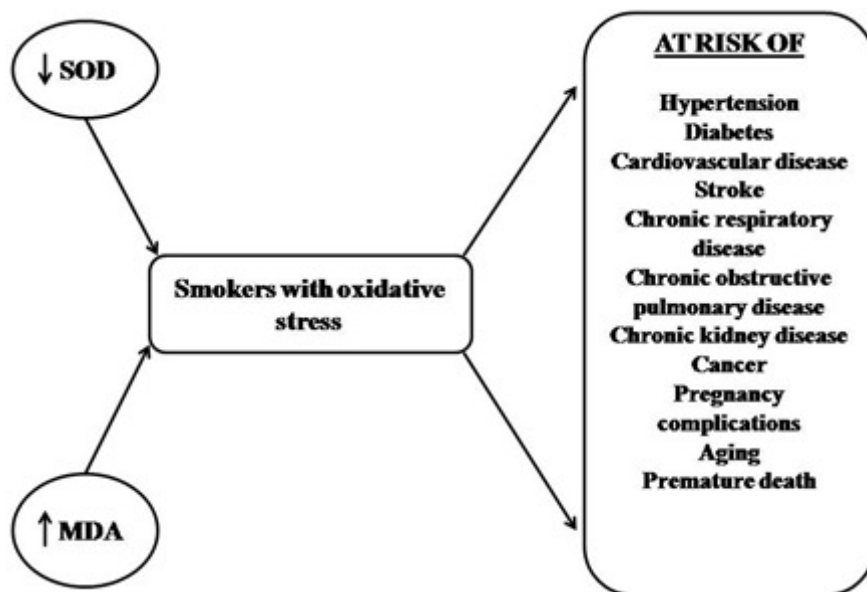 ↓ SOD
Smokers with oxidative
stress
↑ MDA
AT RISK OF
Hypertension
Diabetes
Cardiovascular disease
Stroke
Chronic respiratory
disease
Chronic obstructive
pulmonary disease
Chronic kidney disease
Cancer
Pregnancy
complications
Aging
Premature death